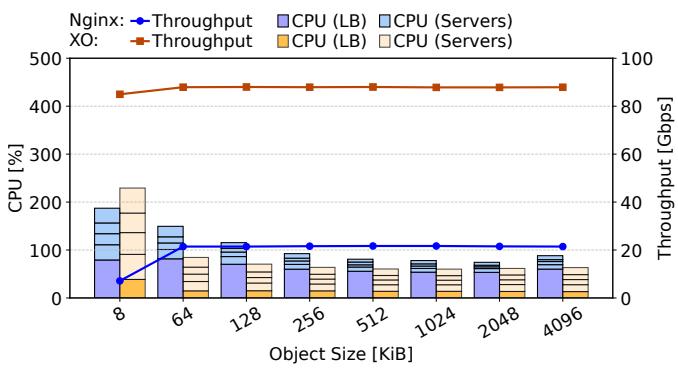 Nginx: Throughput CPU (LB) CPU (Servers)
XO: Throughput CPU (LB) CPU (Servers)
500 100
400 80
300 60
200 40
100 20
0 0
CPU [%]
Throughput [Gbps]
8 64 128 256 512 1024 2048 4096
Object Size [KiB]